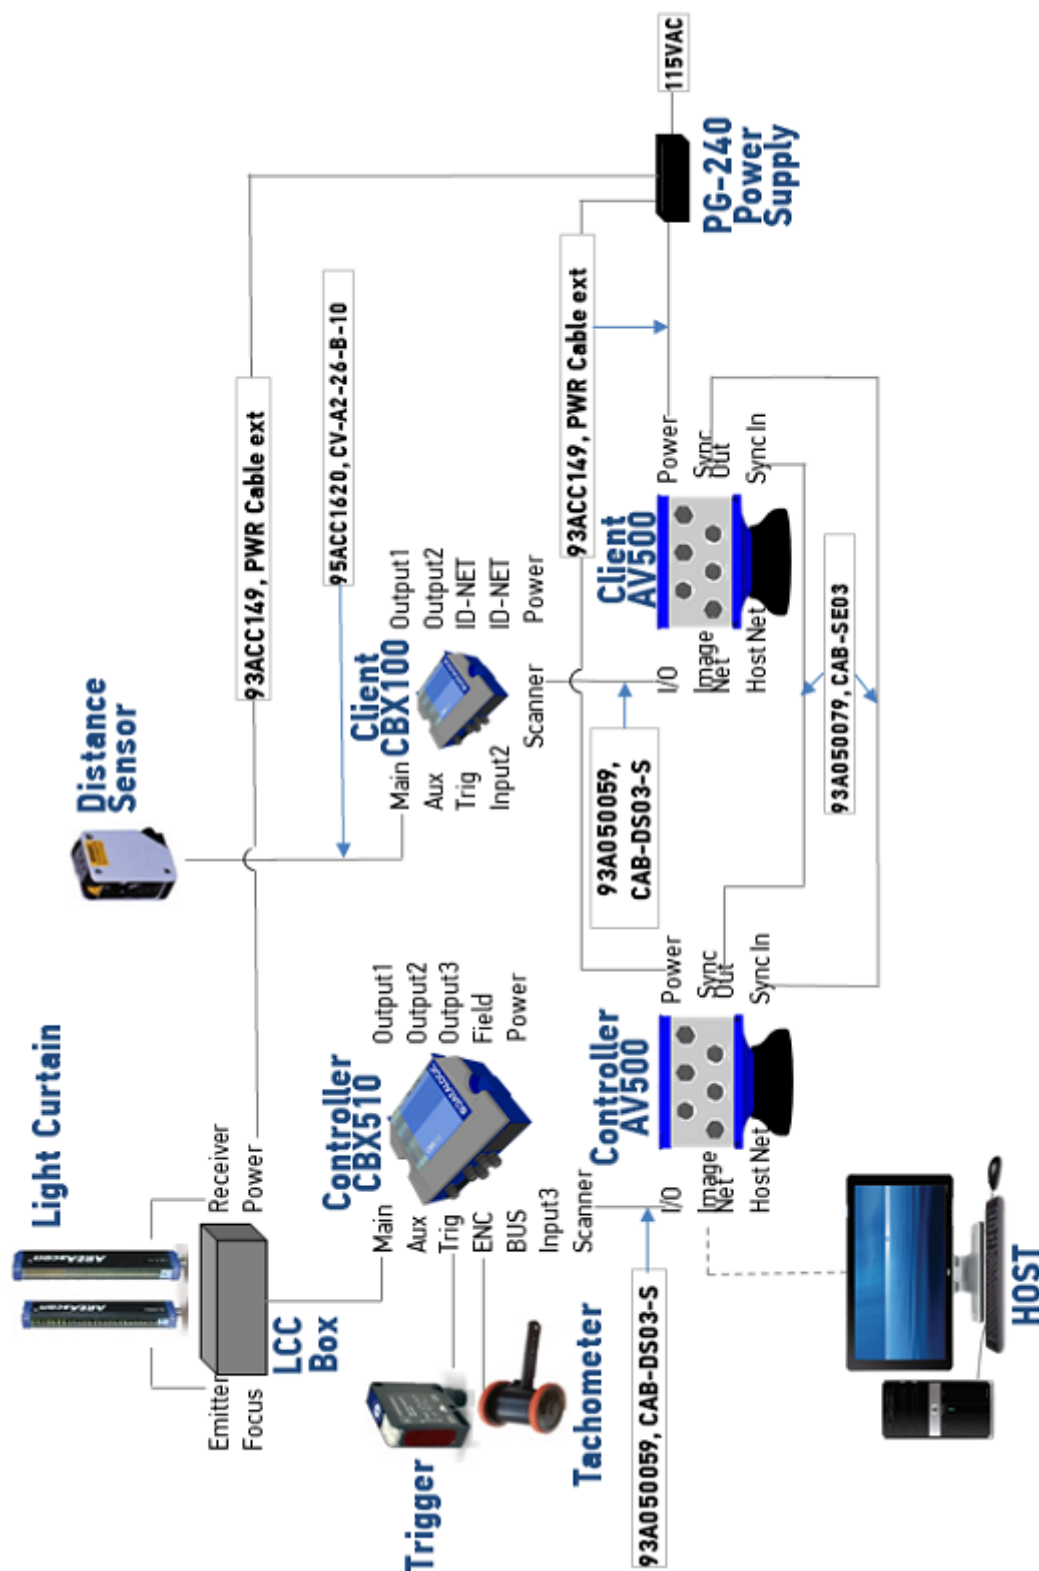 Light Curtain
Emitter
Focus
Receiver
Power
LCC
Box
Distance
Sensor
93ACC149, PWR Cable ext
95ACC1620, CV-A2-26-B-10
Trigger
Tachometer
Controller
CBX510
Main
Aux
Trig
ENC
BUS
Input3
Scanner
Output1
Output2
Output3
Field
Power
Client
CBX100
Main
Aux
Trig
Input2
Scanner
Output1
Output2
ID-NET
ID-NET
Power
93A050059, CAB-DS03-S
93A050059,
CAB-DS03-S
93ACC149, PWR Cable ext
Controller
AV500
I/O
Image
Net
Host Net
Power
Sync
Out
Sync In
Client
AV500
I/O
Image
Net
Host Net
Power
Sync
Out
Sync In
93A050079, CAB-SE03
115VAC
PG-240
Power
Supply
HOST